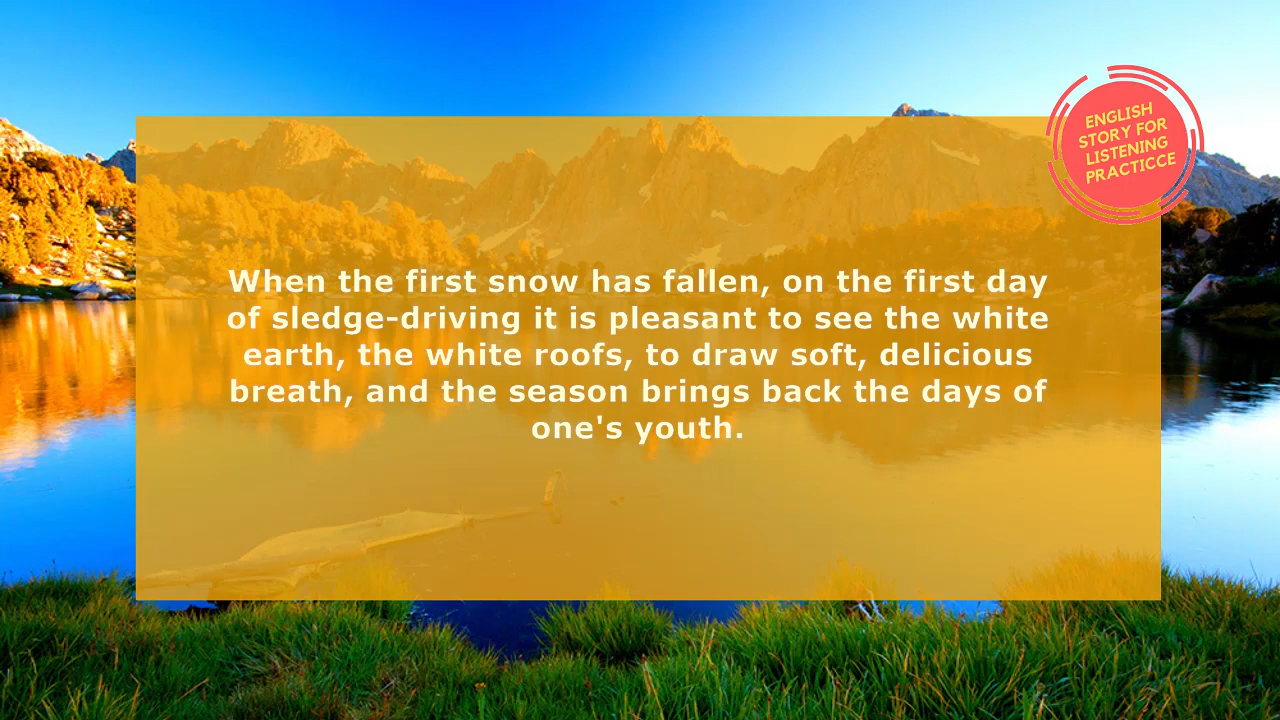 ENGLISH
STORY FOR
LISTENING
PRACTICCE
When the first snow has fallen, on the first day
of sledge-driving it is pleasant to see the white
earth, the white roofs, to draw soft, delicious
breath, and the season brings back the days of
one's youth.